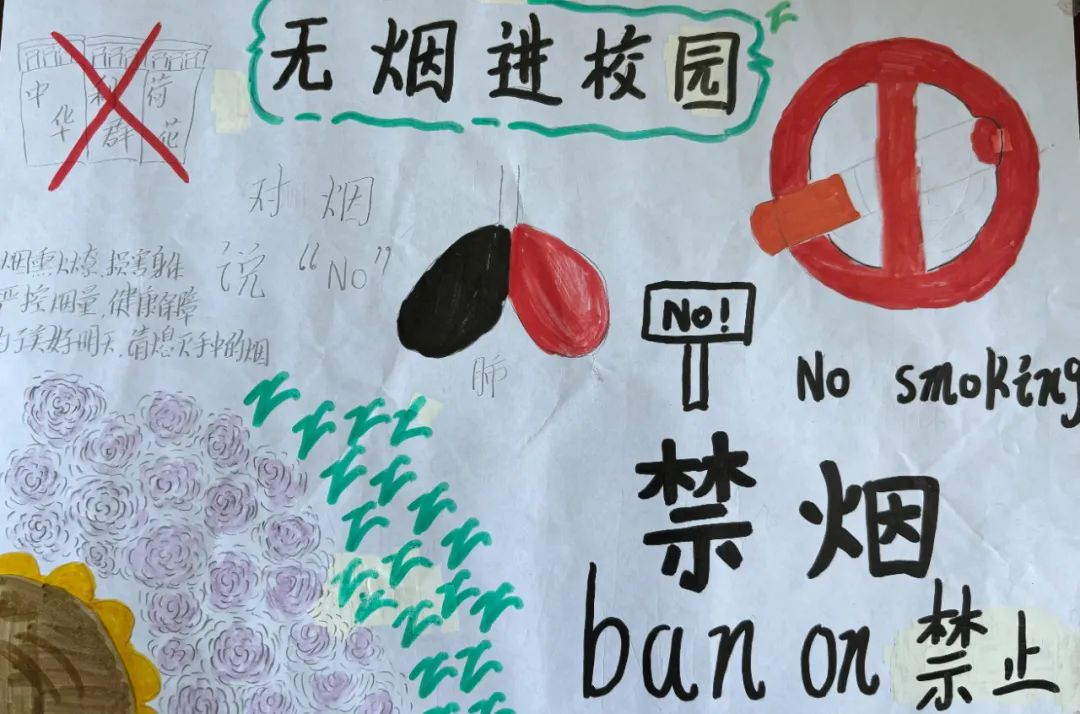 无烟进校园
中华
利群
荷花
对烟
说“No”
烟熏火燎,损害身体
严控烟量,健康保障
为了美好明天,请熄灭手中的烟
肺
No!
No smoking
禁烟
ban on 禁止